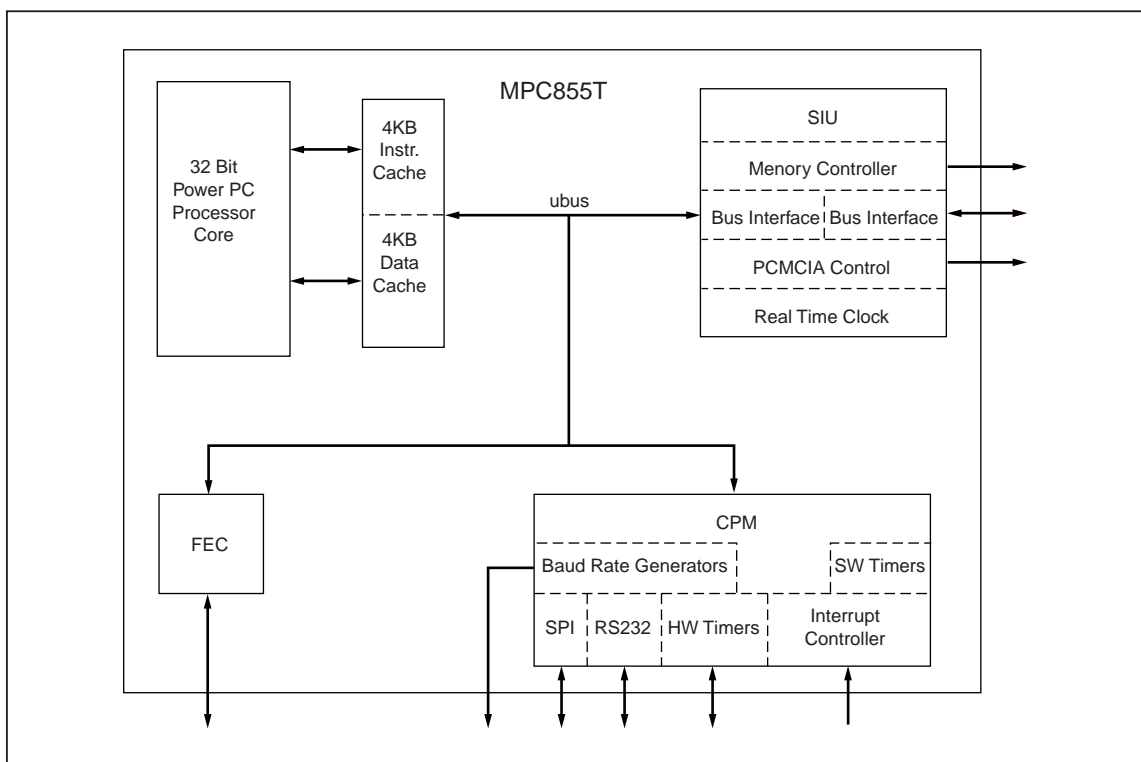 MPC855T
32 Bit
Power PC
Processor
Core
4KB
Instr.
Cache
4KB
Data
Cache
ubus
SIU
Menory Controller
Bus Interface
Bus Interface
PCMCIA Control
Real Time Clock
FEC
CPM
Baud Rate Generators
SW Timers
SPI
RS232
HW Timers
Interrupt
Controller